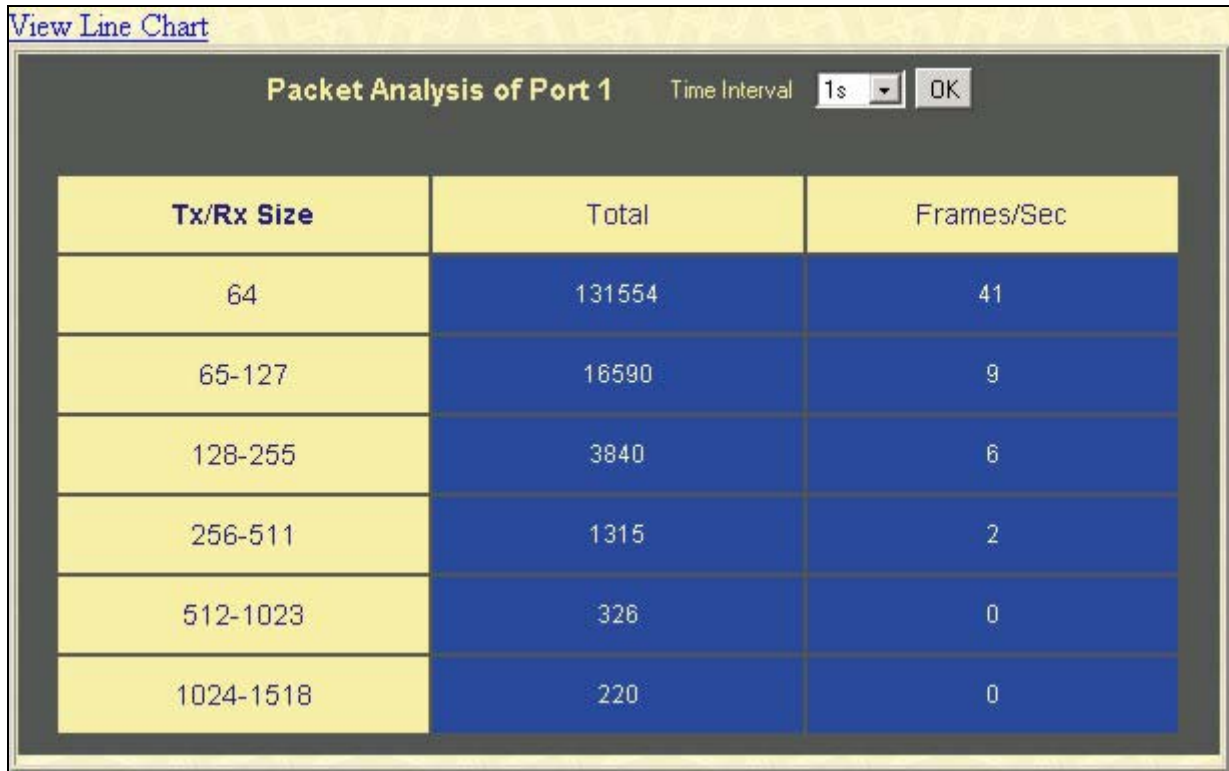 View Line Chart
Packet Analysis of Port 1 Time Interval 1s OK
Tx/Rx Size Total Frames/Sec
64 131554 41
65-127 16590 9
128-255 3840 6
256-511 1315 2
512-1023 326 0
1024-1518 220 0